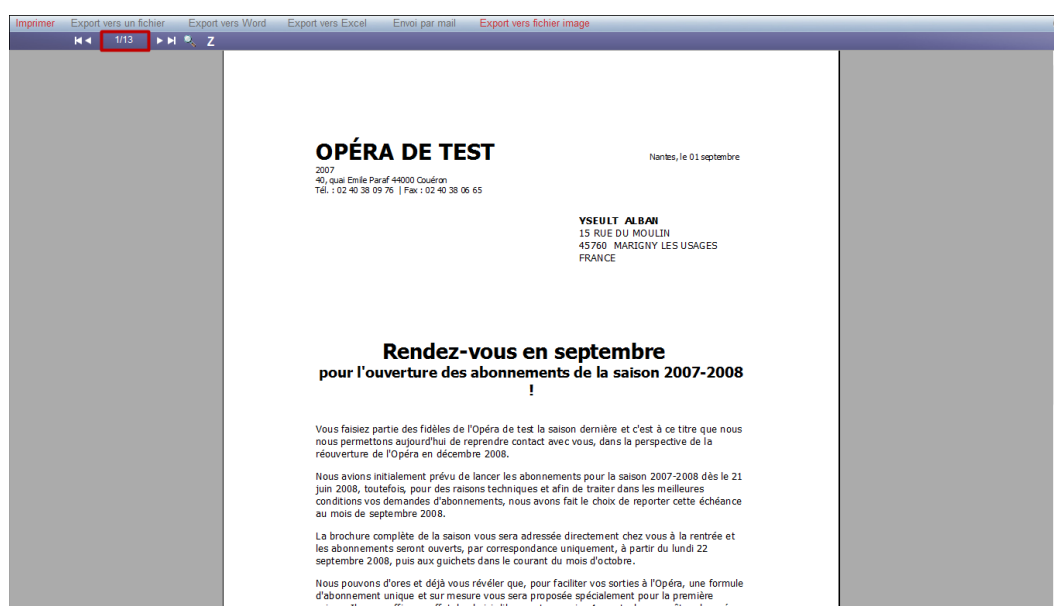 Imprimer Export vers un fichier Export vers Word Export vers Excel Envoi par mail Export vers fichier image
1/13 Z
OPÉRA DE TEST
Nantes, le 01 septembre
2007
40, quai Emile Paraf 44000 Couéron
Tél. : 02 40 38 09 76 | Fax : 02 40 38 06 65
YSEULT ALBAN
15 RUE DU MOULIN
45760 MARIGNY LES USAGES
FRANCE
Rendez-vous en septembre
pour l'ouverture des abonnements de la saison 2007-2008
!
Vous faisiez partie des fidèles de l'Opéra de test la saison dernière et c'est à ce titre que nous
nous permettons aujourd'hui de reprendre contact avec vous, dans la perspective de la
réouverture de l'Opéra en décembre 2008.
Nous avions initialement prévu de lancer les abonnements pour la saison 2007-2008 dès le 21
juin 2008, toutefois, pour des raisons techniques et afin de traiter dans les meilleures
conditions vos demandes d'abonnements, nous avons fait le choix de reporter cette échéance
au mois de septembre 2008.
La brochure complète de la saison vous sera adressée directement chez vous à la rentrée et
les abonnements seront ouverts, par correspondance uniquement, à partir du lundi 22
septembre 2008, puis aux guichets dans le courant du mois d'octobre.
Nous pouvons d'ores et déjà vous révéler que, pour faciliter vos sorties à l'Opéra, une formule
d'abonnement unique et sur mesure vous sera proposée spécialement pour la première